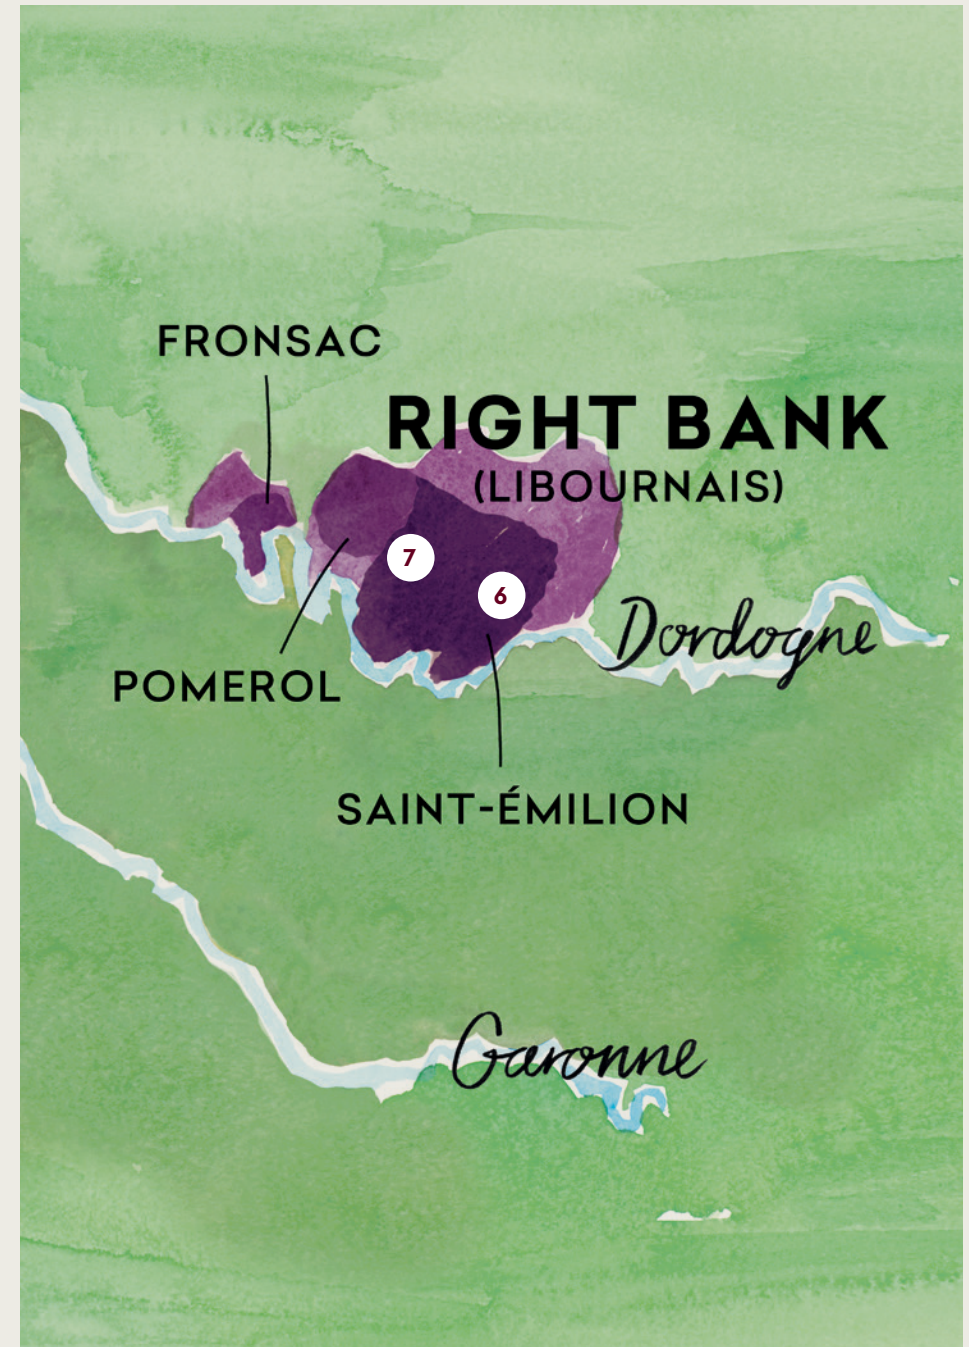 FRONSAC
RIGHT BANK
(LIBOURNAIS)
7
6
Dordogne
POMEROL
SAINT-ÉMILION
Garonne